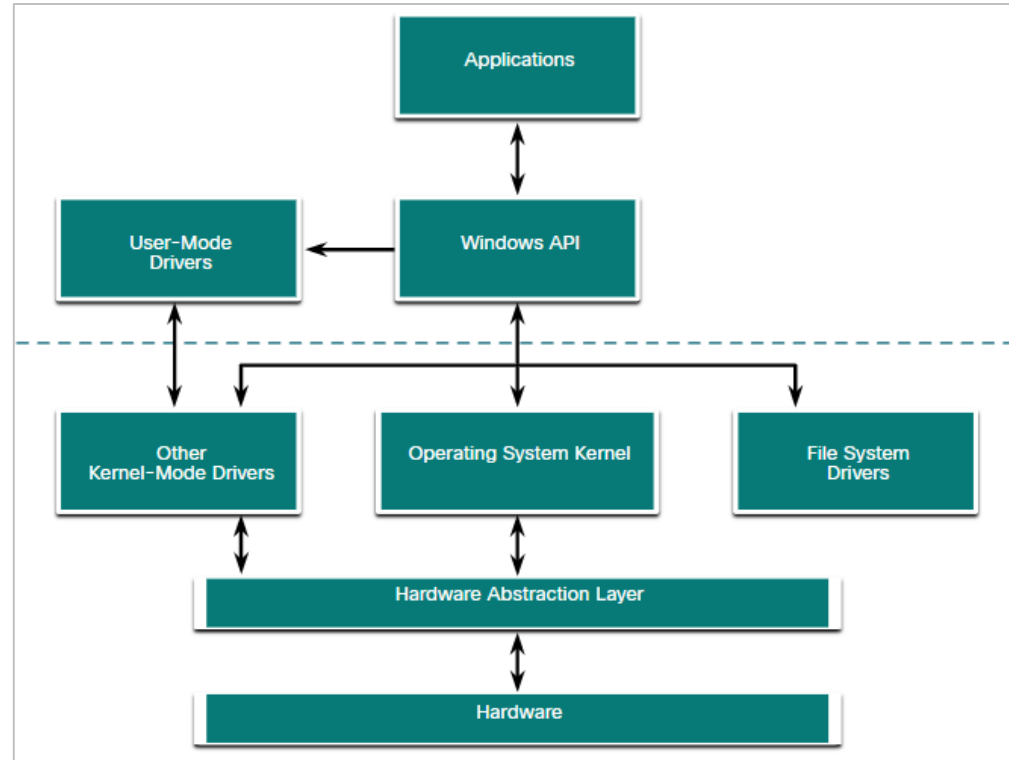 Applications
User-Mode
Drivers
Windows API
Other
Kernel-Mode Drivers
Operating System Kernel
File System
Drivers
Hardware Abstraction Layer
Hardware